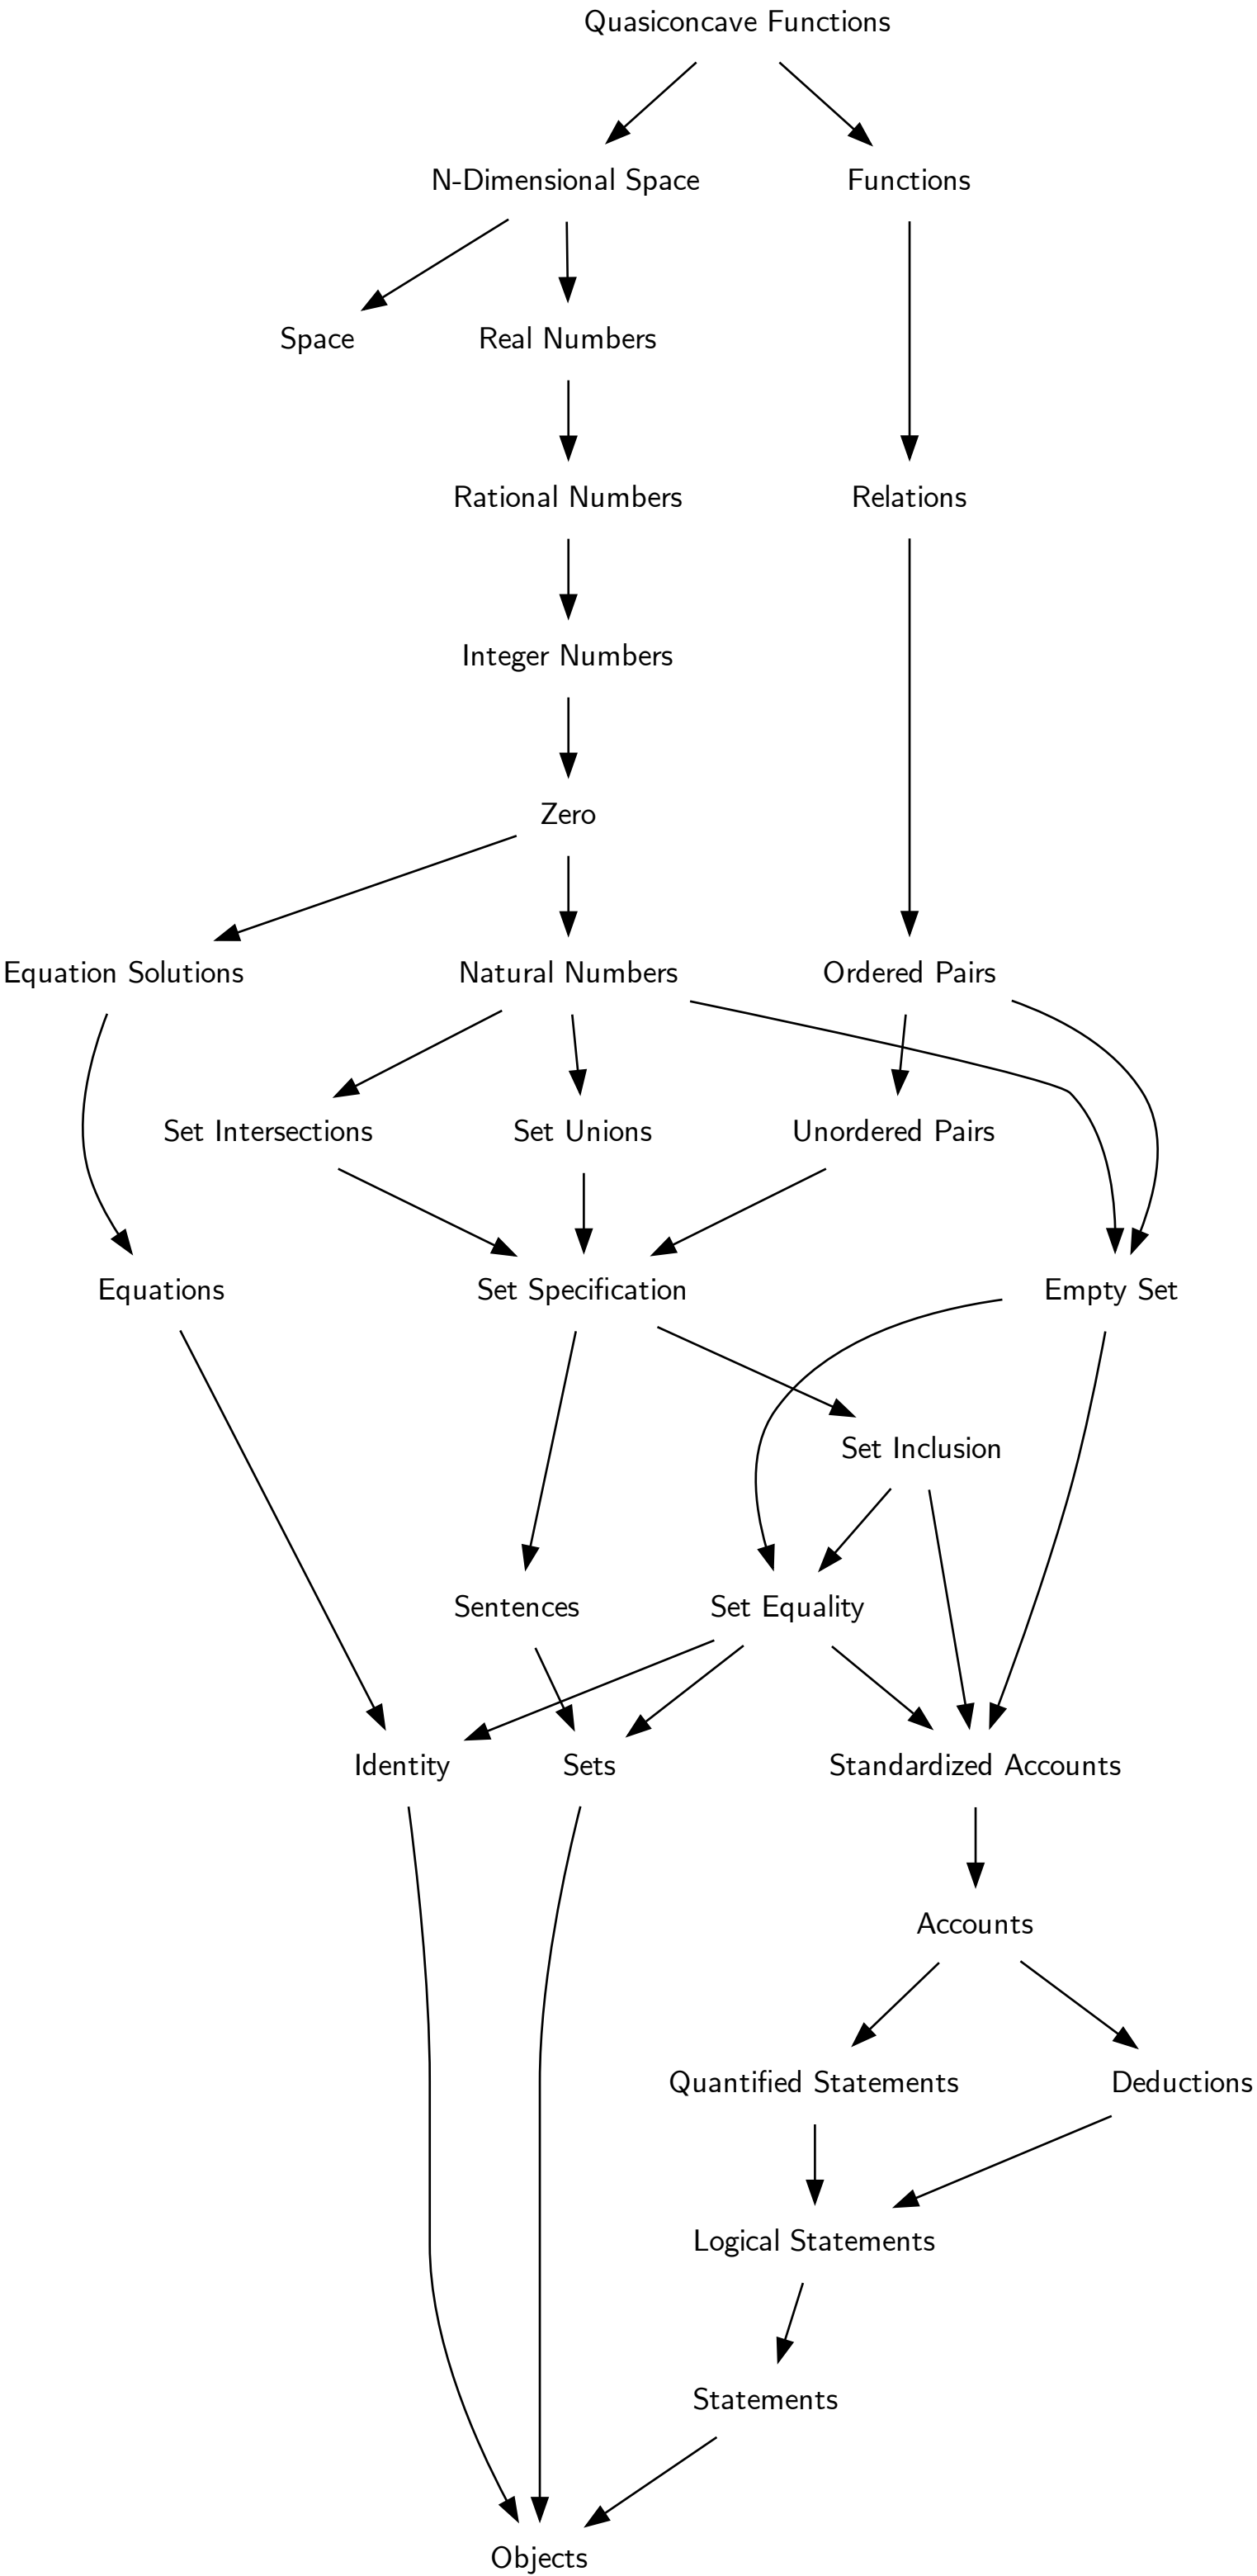 Quasiconcave Functions
N-Dimensional Space
Functions
Space
Real Numbers
Rational Numbers
Relations
Integer Numbers
Zero
Equation Solutions
Natural Numbers
Ordered Pairs
Set Intersections
Set Unions
Unordered Pairs
Equations
Set Specification
Empty Set
Set Inclusion
Sentences
Set Equality
Identity
Sets
Standardized Accounts
Accounts
Quantified Statements
Deductions
Logical Statements
Statements
Objects